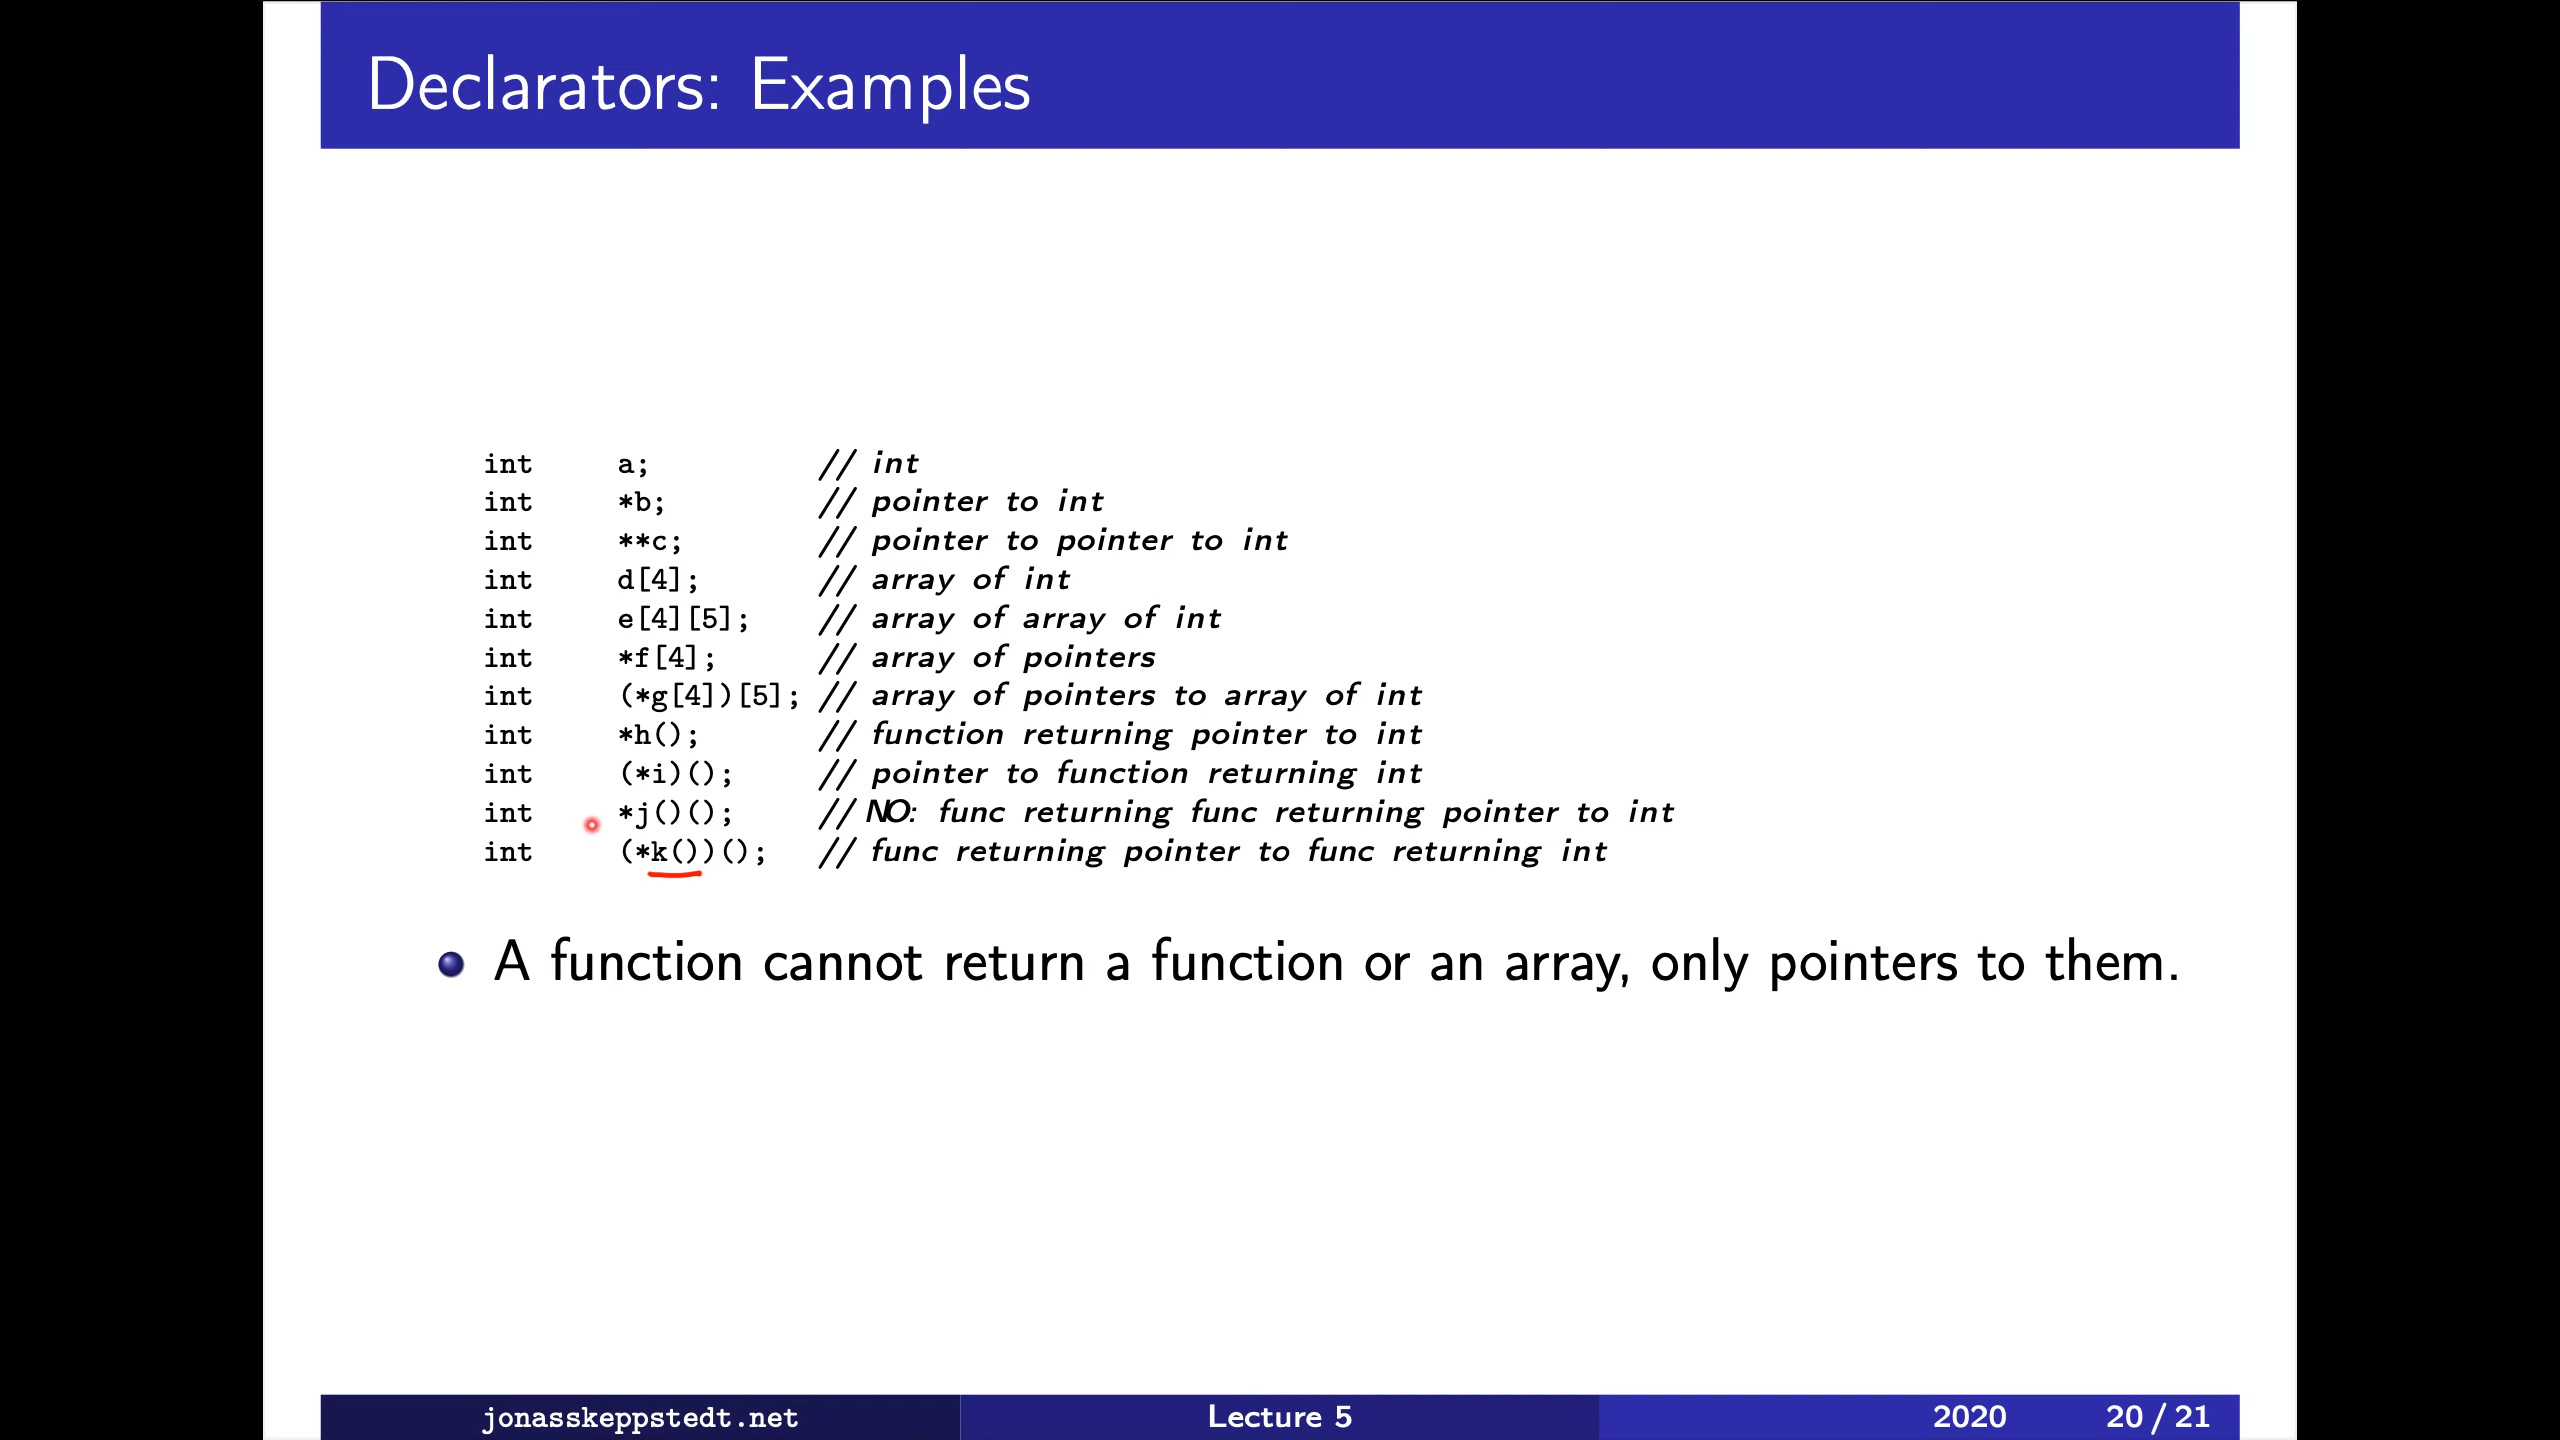 Declarators: Examples
int a; // int
int *b; // pointer to int
int **c; // pointer to pointer to int
int d[4]; // array of int
int e[4][5]; // array of array of int
int *f[4]; // array of pointers
int (*g[4])[5]; // array of pointers to array of int
int *h(); // function returning pointer to int
int (*i)(); // pointer to function returning int
int *j()(); // NO: func returning func returning pointer to int
int (*k())(); // func returning pointer to func returning int
A function cannot return a function or an array, only pointers to them.
jonasskeppstedt.net Lecture 5 2020 20 / 21